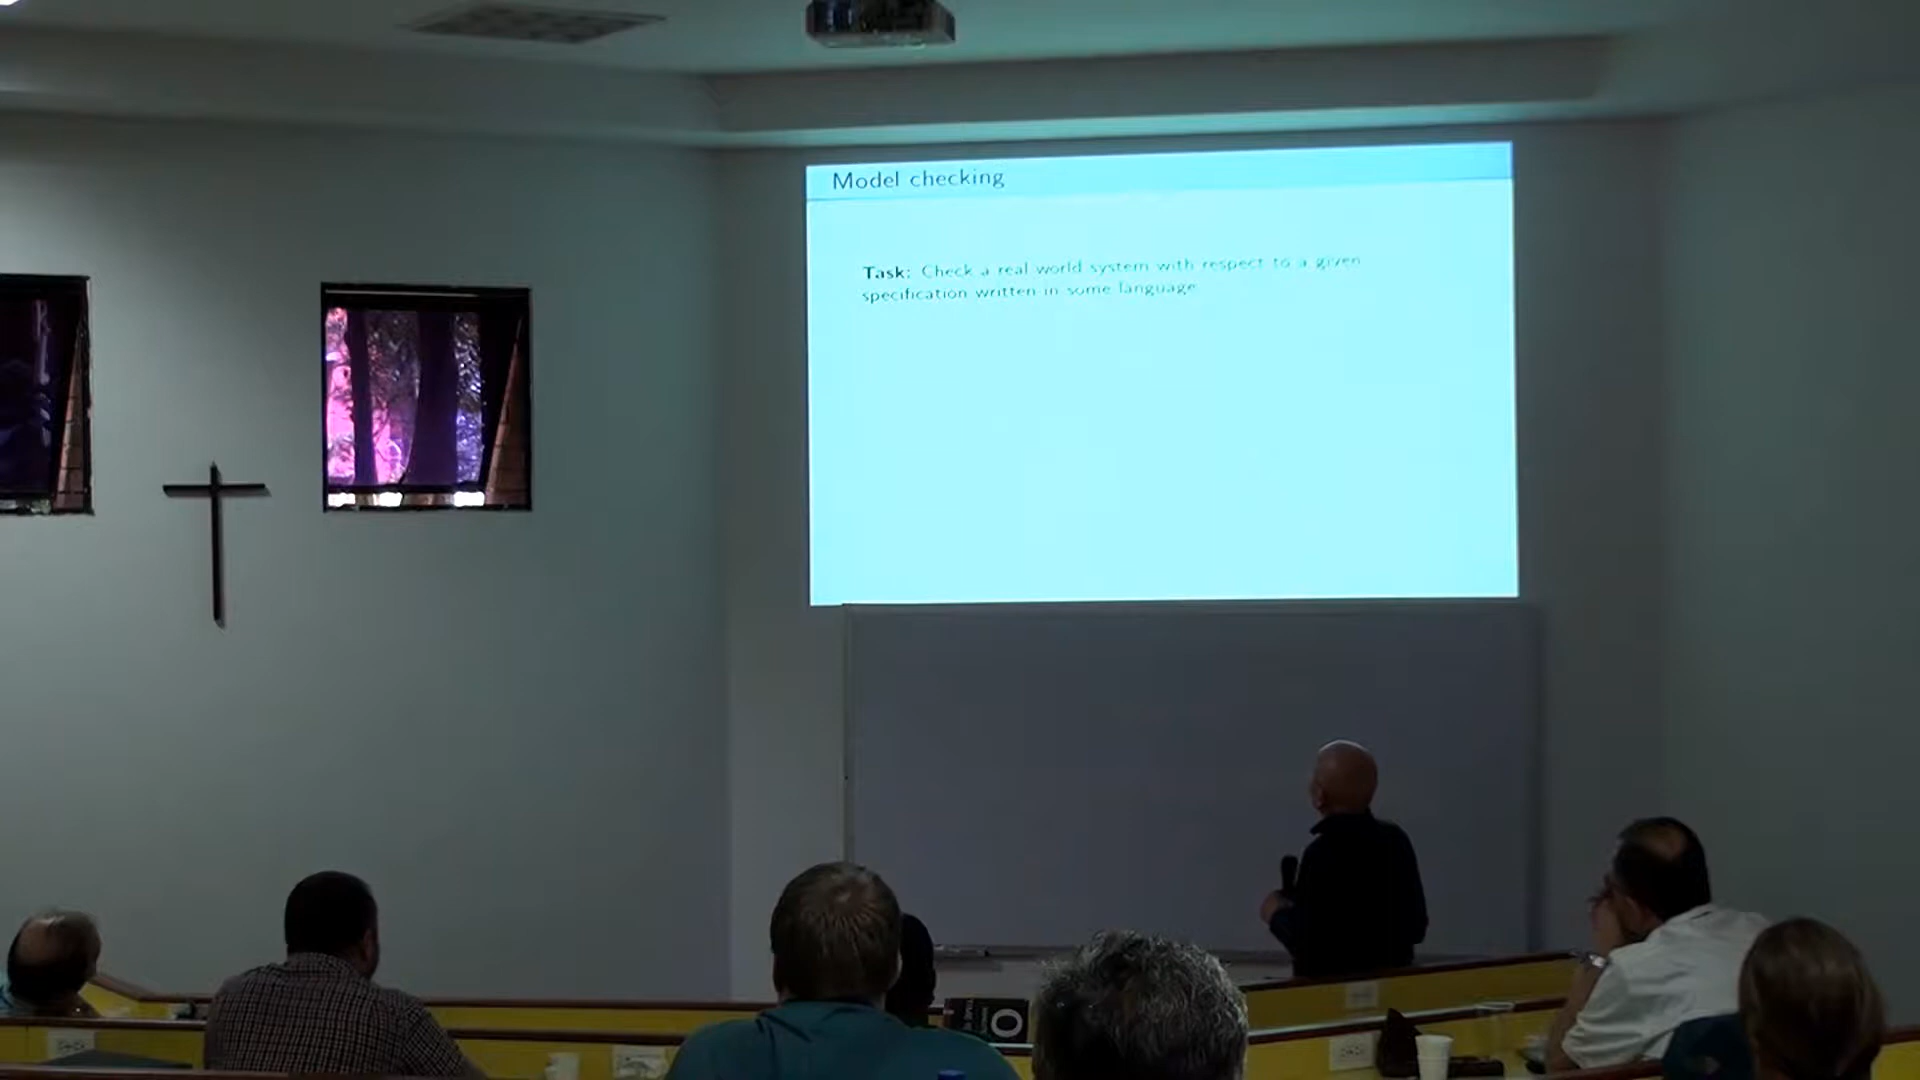 Model checking
Task: Check a real world system with respect to a given
specification written in some language